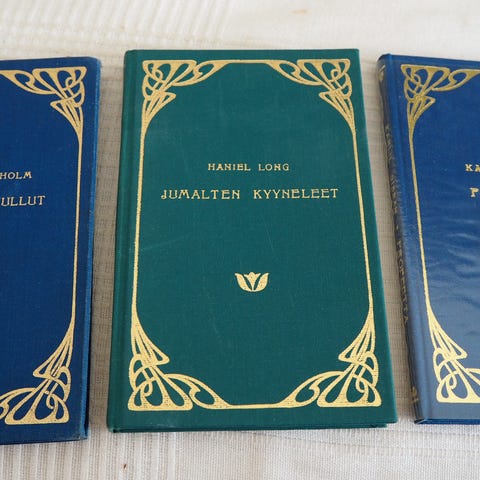 HOLM
ULLUT
HANIEL LONG
JUMALTEN KYYNELEET
KA
P